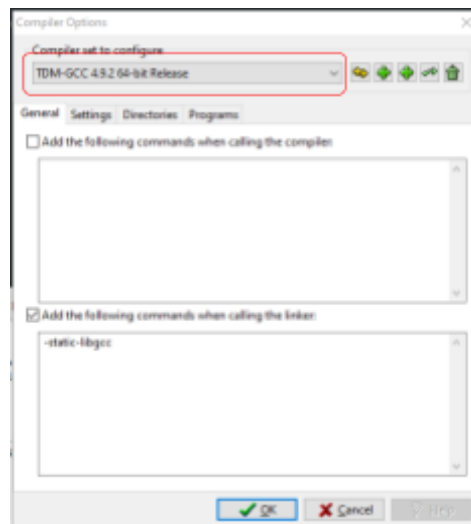 Compiler Options
Compiler set to configure
TDM-GCC 4.9.2 64-bit Release
General Settings Directories Programs
Add the following commands when calling the compiler:
Add the following commands when calling the linker:
-static-libgcc
OK Cancel Help